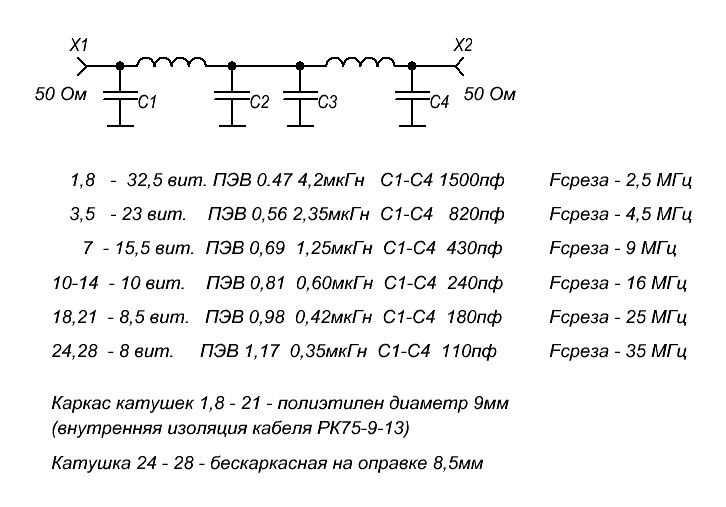 X1 X2
50 Ом C1 C2 C3 C4 50 Ом
1,8 - 32,5 вит. ПЭВ 0.47 4,2мкГн C1-C4 1500пф Fсреза - 2,5 МГц
3,5 - 23 вит. ПЭВ 0,56 2,35мкГн C1-C4 820пф Fсреза - 4,5 МГц
7 - 15,5 вит. ПЭВ 0,69 1,25мкГн C1-C4 430пф Fсреза - 9 МГц
10-14 - 10 вит. ПЭВ 0,81 0,60мкГн C1-C4 240пф Fсреза - 16 МГц
18,21 - 8,5 вит. ПЭВ 0,98 0,42мкГн C1-C4 180пф Fсреза - 25 МГц
24,28 - 8 вит. ПЭВ 1,17 0,35мкГн C1-C4 110пф Fсреза - 35 МГц
Каркас катушек 1,8 - 21 - полиэтилен диаметр 9мм
(внутренняя изоляция кабеля РК75-9-13)
Катушка 24 - 28 - бескаркасная на оправке 8,5мм